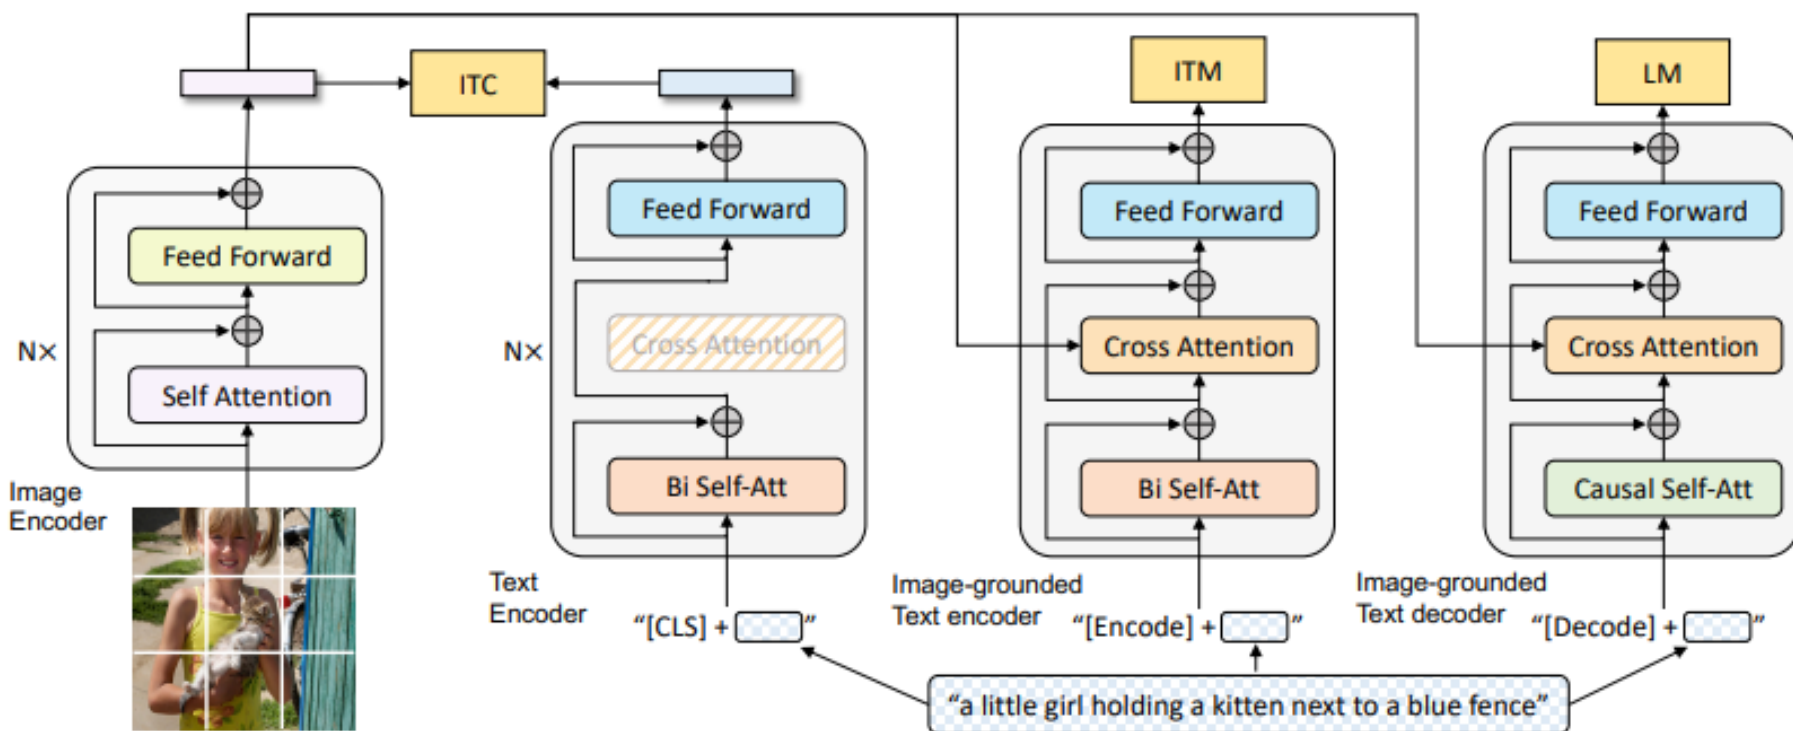 ITC
ITM
LM
Feed Forward
Self Attention
N×
Image
Encoder
Feed Forward
Cross Attention
Bi Self-Att
N×
Text
Encoder
“[CLS] + ”
Feed Forward
Cross Attention
Bi Self-Att
Image-grounded
Text encoder
“[Encode] + ”
Feed Forward
Cross Attention
Causal Self-Att
Image-grounded
Text decoder
“[Decode] + ”
“a little girl holding a kitten next to a blue fence”